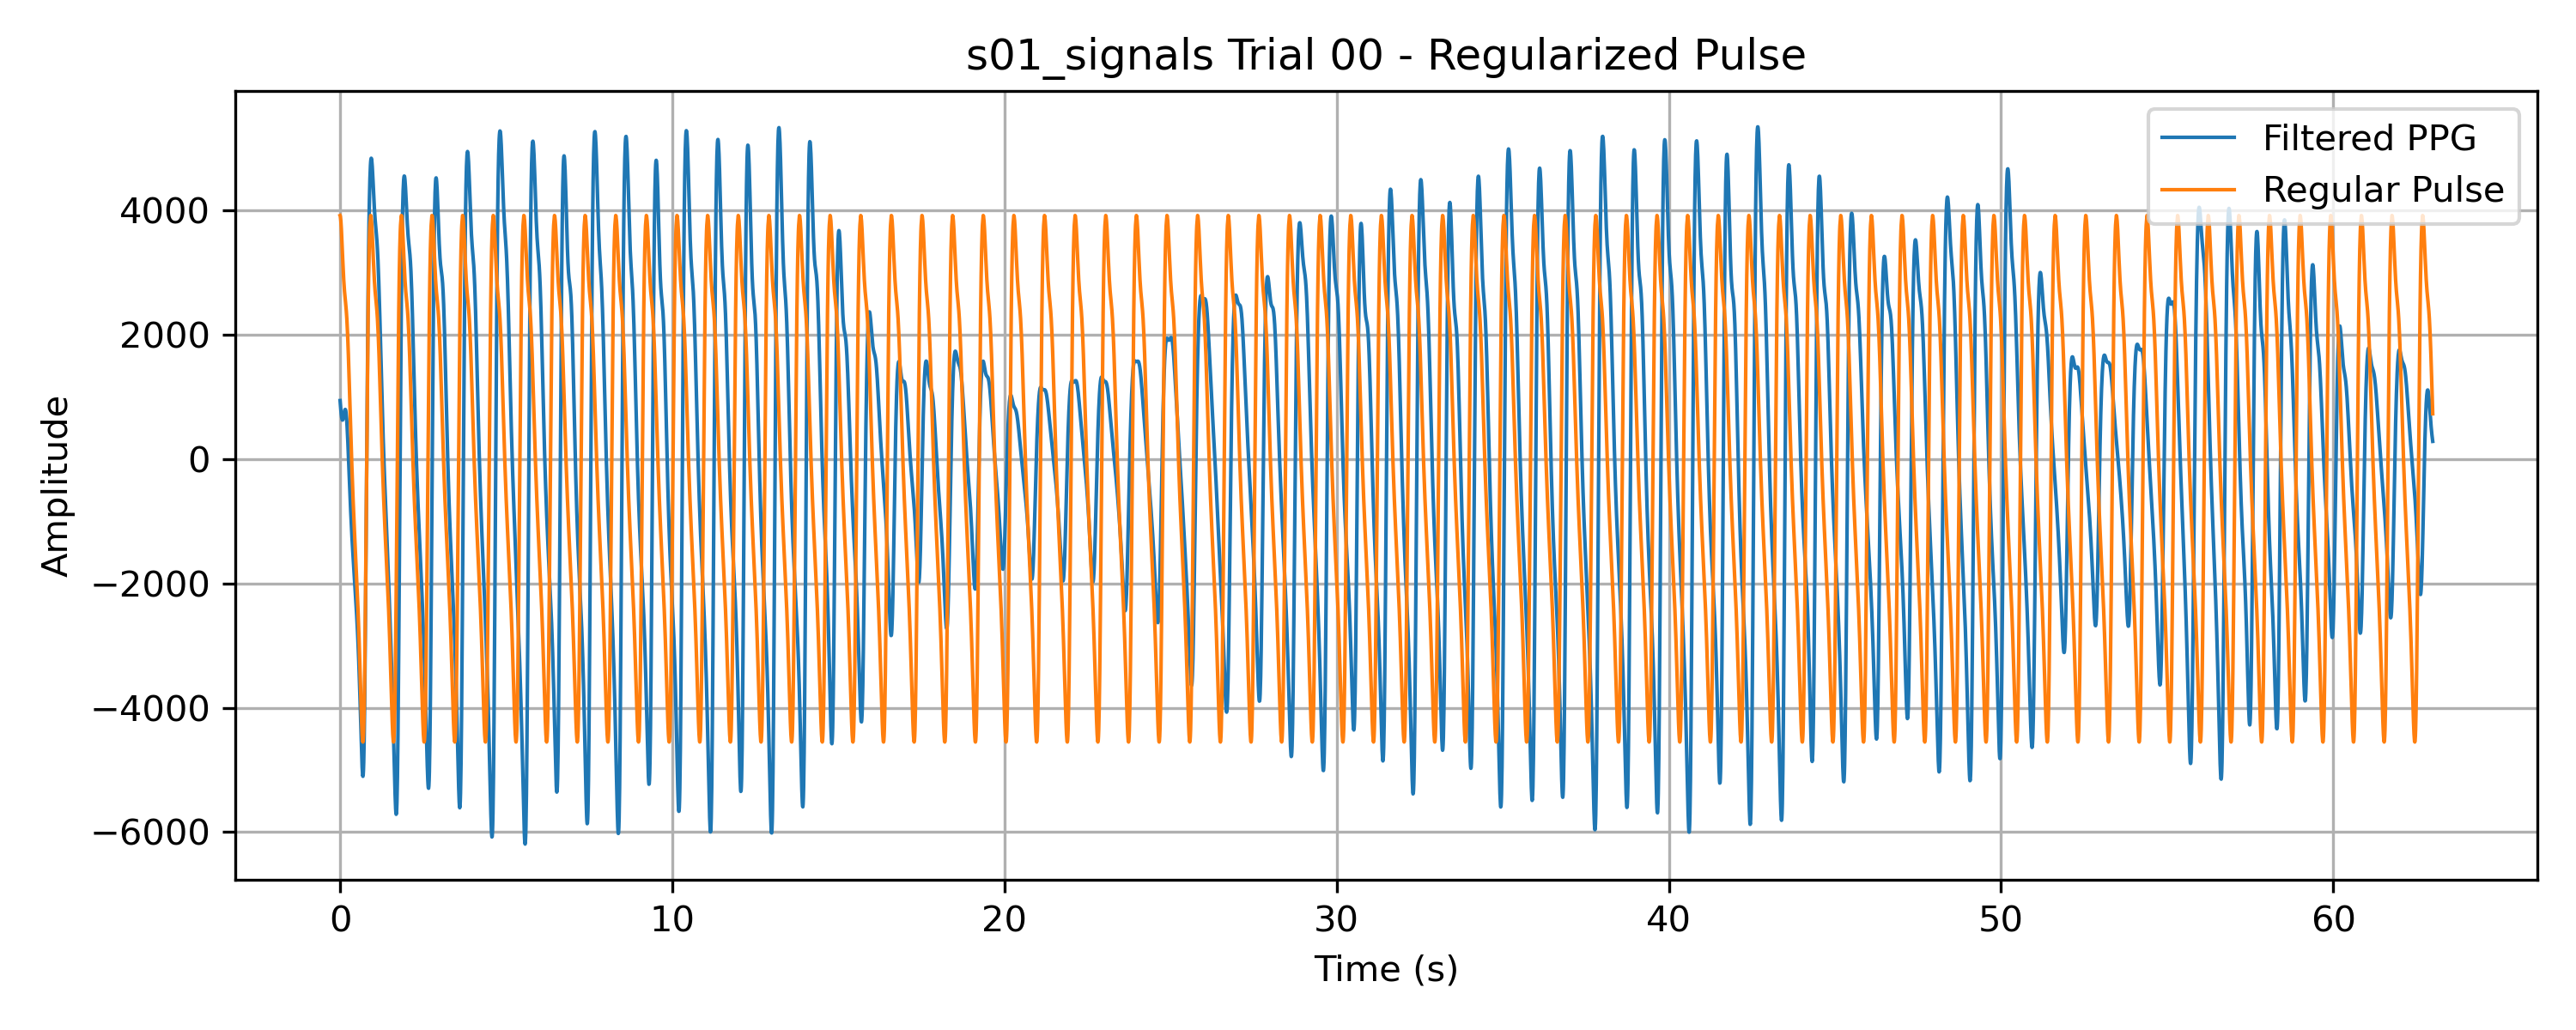 s01_signals Trial 00 - Regularized Pulse
Filtered PPG
Regular Pulse
Amplitude
4000
2000
0
−2000
−4000
−6000
0 10 20 30 40 50 60
Time (s)